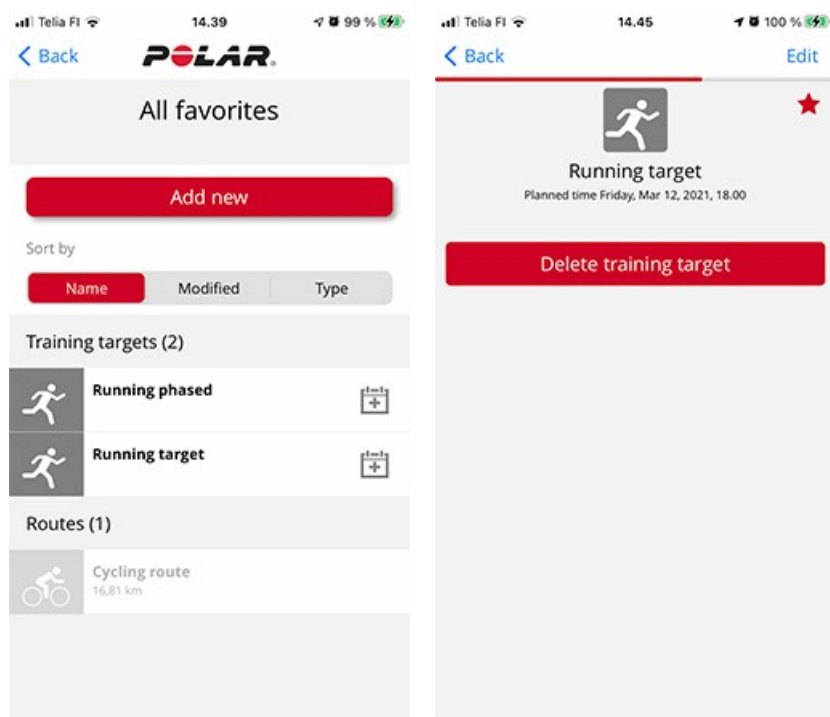 Telia FI 14.39 99 %
Back POLAR.
All favorites
Add new
Sort by
Name Modified Type
Training targets (2)
Running phased
Running target
Routes (1)
Cycling route
16,81 km
Telia FI 14.45 100 %
Back Edit
Running target
Planned time Friday, Mar 12, 2021, 18.00
Delete training target